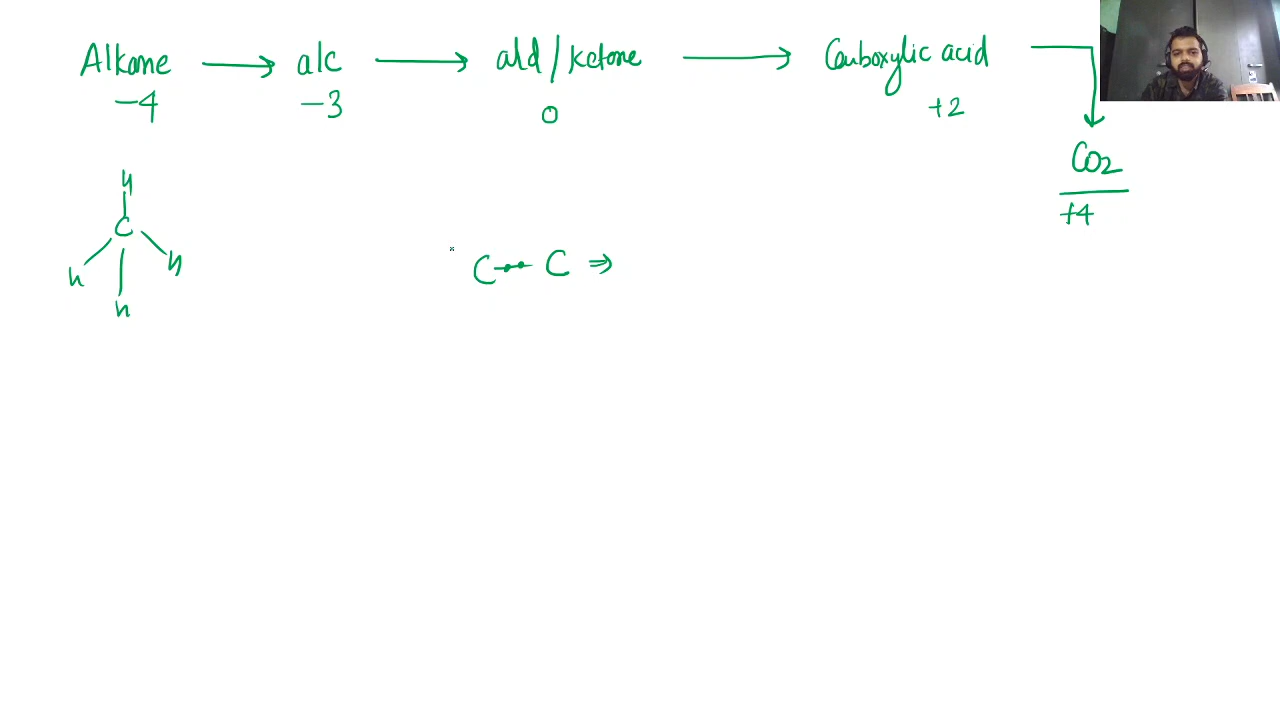 Alkane → alc → ald/ketone → Carboxylic acid
-4 -3 0 +2
CO2
+4
H
C
H H
H
C C ⇒